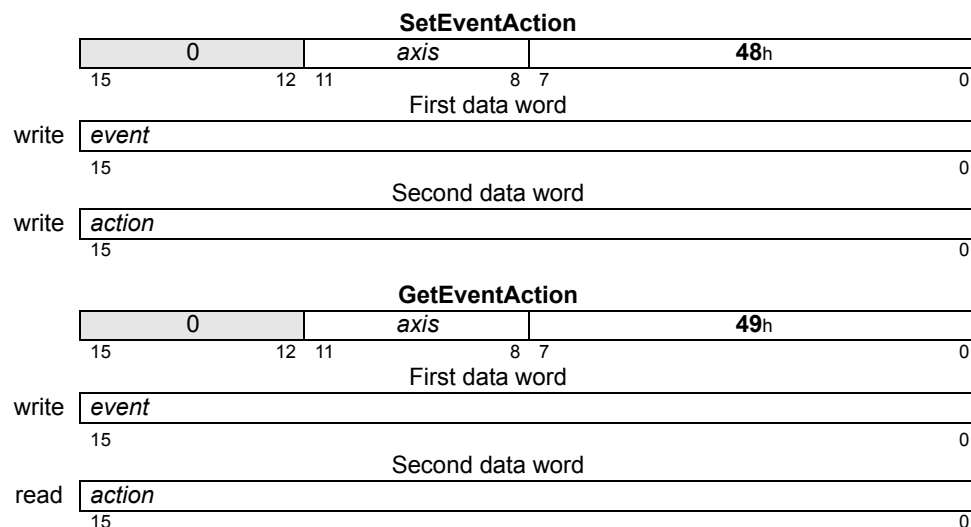 SetEventAction
0 axis 48h
15 12 11 8 7 0
First data word
write event
15 0
Second data word
write action
15 0
GetEventAction
0 axis 49h
15 12 11 8 7 0
First data word
write event
15 0
Second data word
read action
15 0